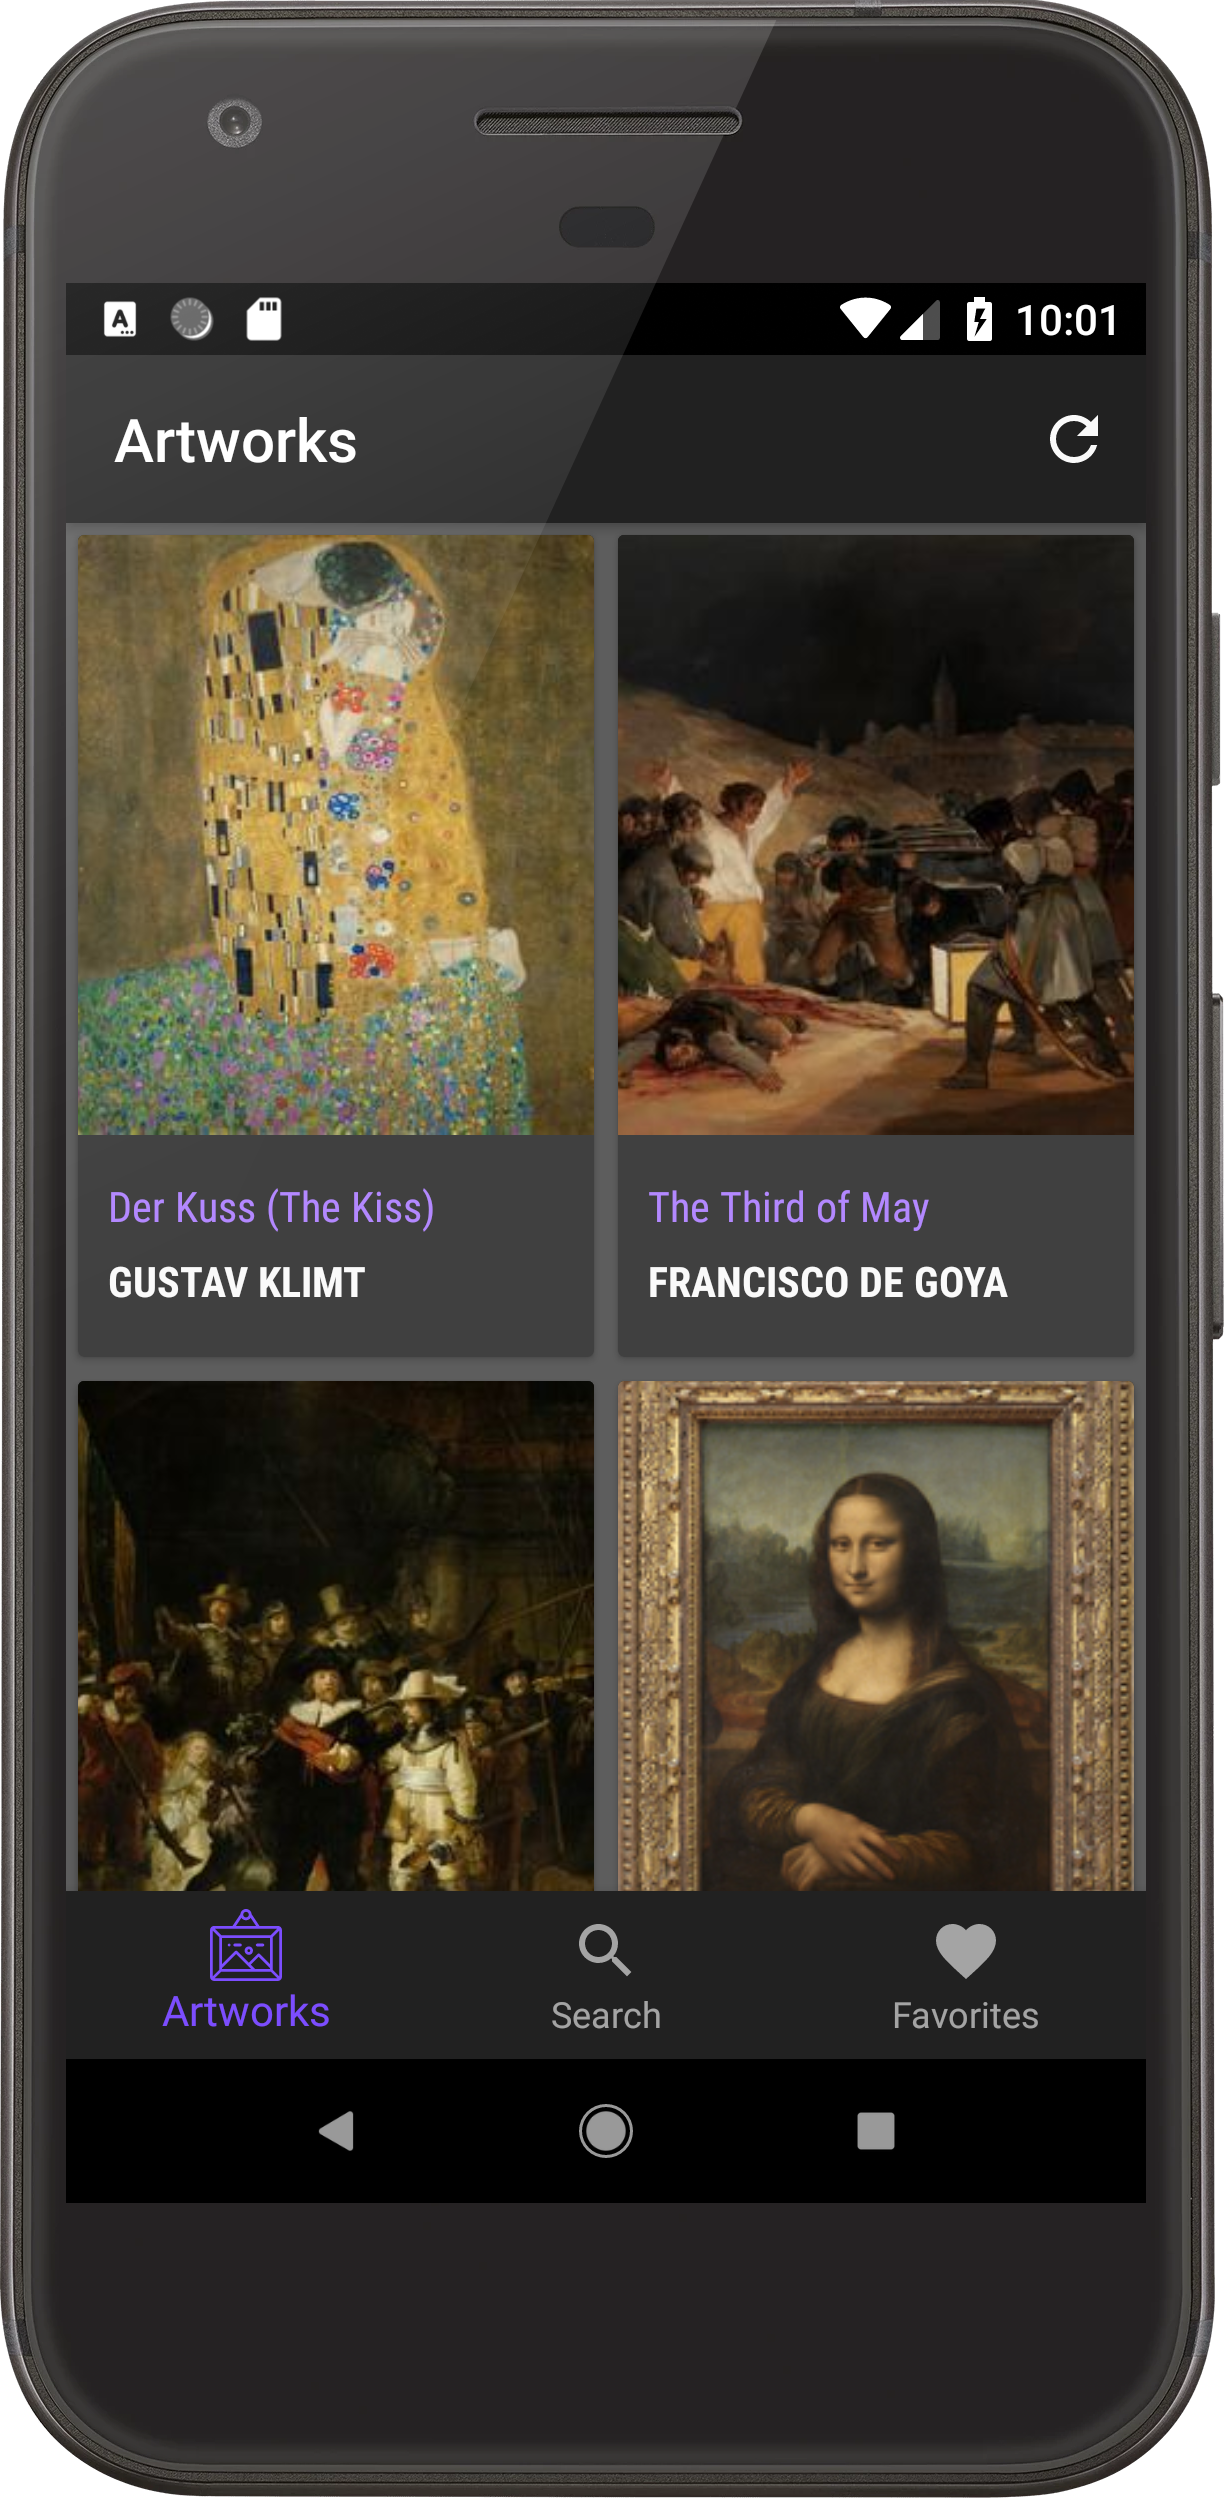 10:01
Artworks
Der Kuss (The Kiss)
GUSTAV KLIMT
The Third of May
FRANCISCO DE GOYA
Artworks
Search
Favorites